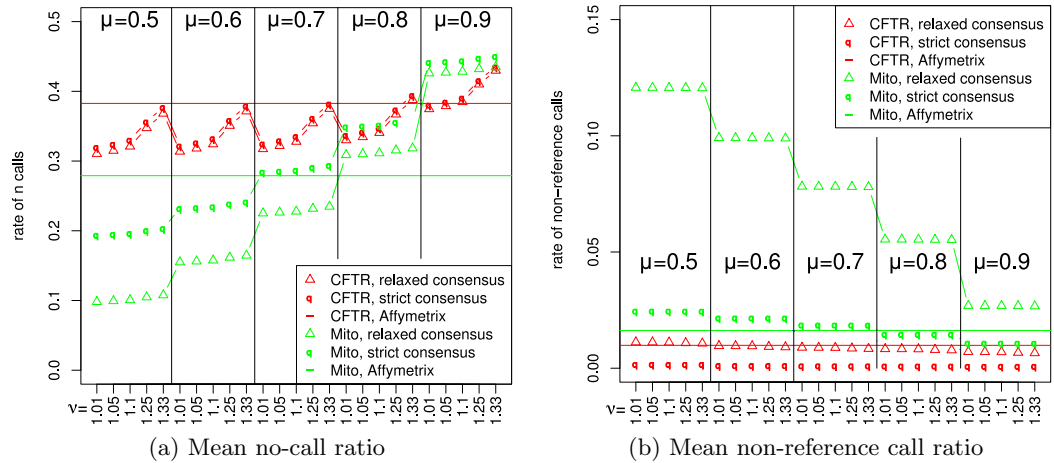 μ=0.5 μ=0.6 μ=0.7 μ=0.8 μ=0.9
rate of n calls
0.5
0.4
0.3
0.2
0.1
0.0
CFTR, relaxed consensus
CFTR, strict consensus
CFTR, Affymetrix
Mito, relaxed consensus
Mito, strict consensus
Mito, Affymetrix
ν= 1.01 1.05 1.1 1.25 1.33 1.01 1.05 1.1 1.25 1.33 1.01 1.05 1.1 1.25 1.33 1.01 1.05 1.1 1.25 1.33 1.01 1.05 1.1 1.25 1.33
(a) Mean no-call ratio
rate of non-reference calls
0.15
0.10
0.05
0.00
CFTR, relaxed consensus
CFTR, strict consensus
CFTR, Affymetrix
Mito, relaxed consensus
Mito, strict consensus
Mito, Affymetrix
μ=0.5 μ=0.6 μ=0.7 μ=0.8 μ=0.9
ν= 1.01 1.05 1.1 1.25 1.33 1.01 1.05 1.1 1.25 1.33 1.01 1.05 1.1 1.25 1.33 1.01 1.05 1.1 1.25 1.33 1.01 1.05 1.1 1.25 1.33
(b) Mean non-reference call ratio